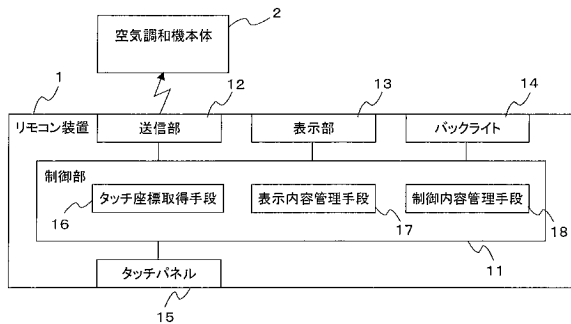 空気調和機本体
2
1
12
13
14
リモコン装置
送信部
表示部
バックライト
制御部
タッチ座標取得手段
表示内容管理手段
制御内容管理手段
16
17
18
11
タッチパネル
15